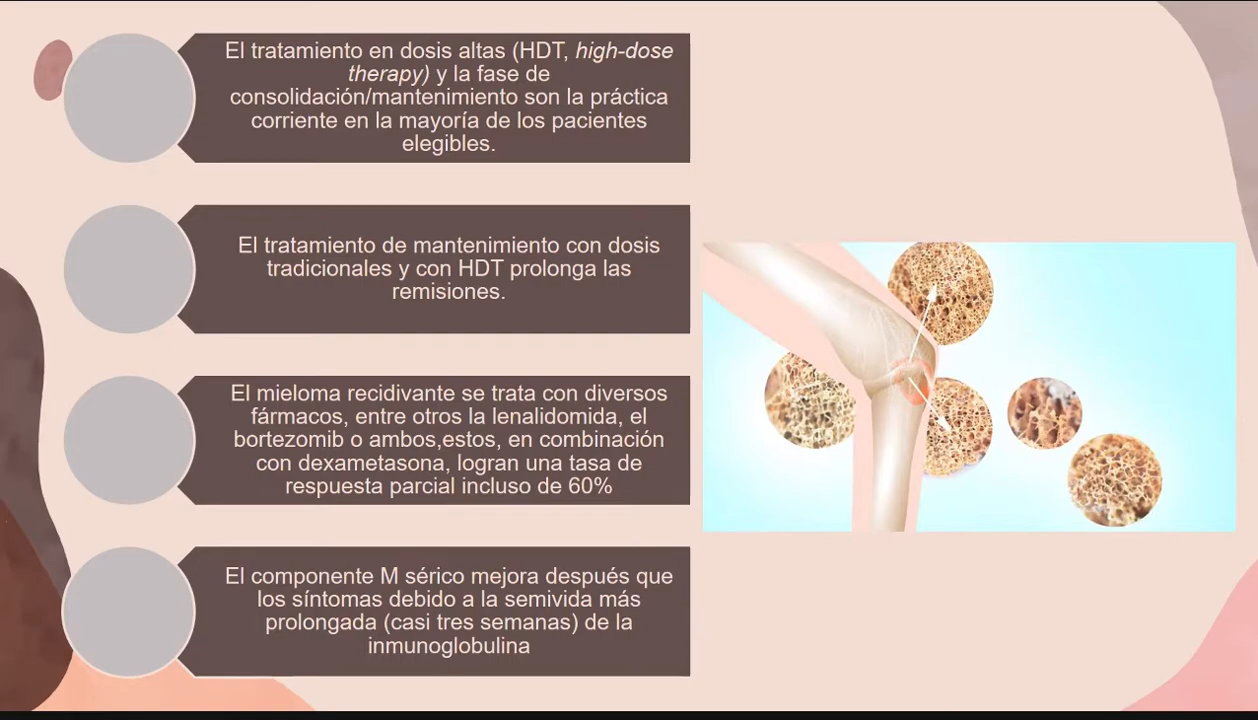 El tratamiento en dosis altas (HDT, high-dose
therapy) y la fase de
consolidación/mantenimiento son la práctica
corriente en la mayoría de los pacientes
elegibles.
El tratamiento de mantenimiento con dosis
tradicionales y con HDT prolonga las
remisiones.
El mieloma recidivante se trata con diversos
fármacos, entre otros la lenalidomida, el
bortezomib o ambos,estos, en combinación
con dexametasona, logran una tasa de
respuesta parcial incluso de 60%
El componente M sérico mejora después que
los síntomas debido a la semivida más
prolongada (casi tres semanas) de la
inmunoglobulina